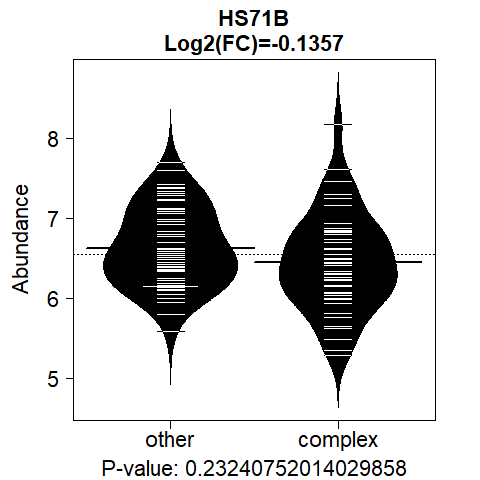 HS71B
Log2(FC)=-0.1357
Abundance
8
7
6
5
other
complex
P-value: 0.23240752014029858